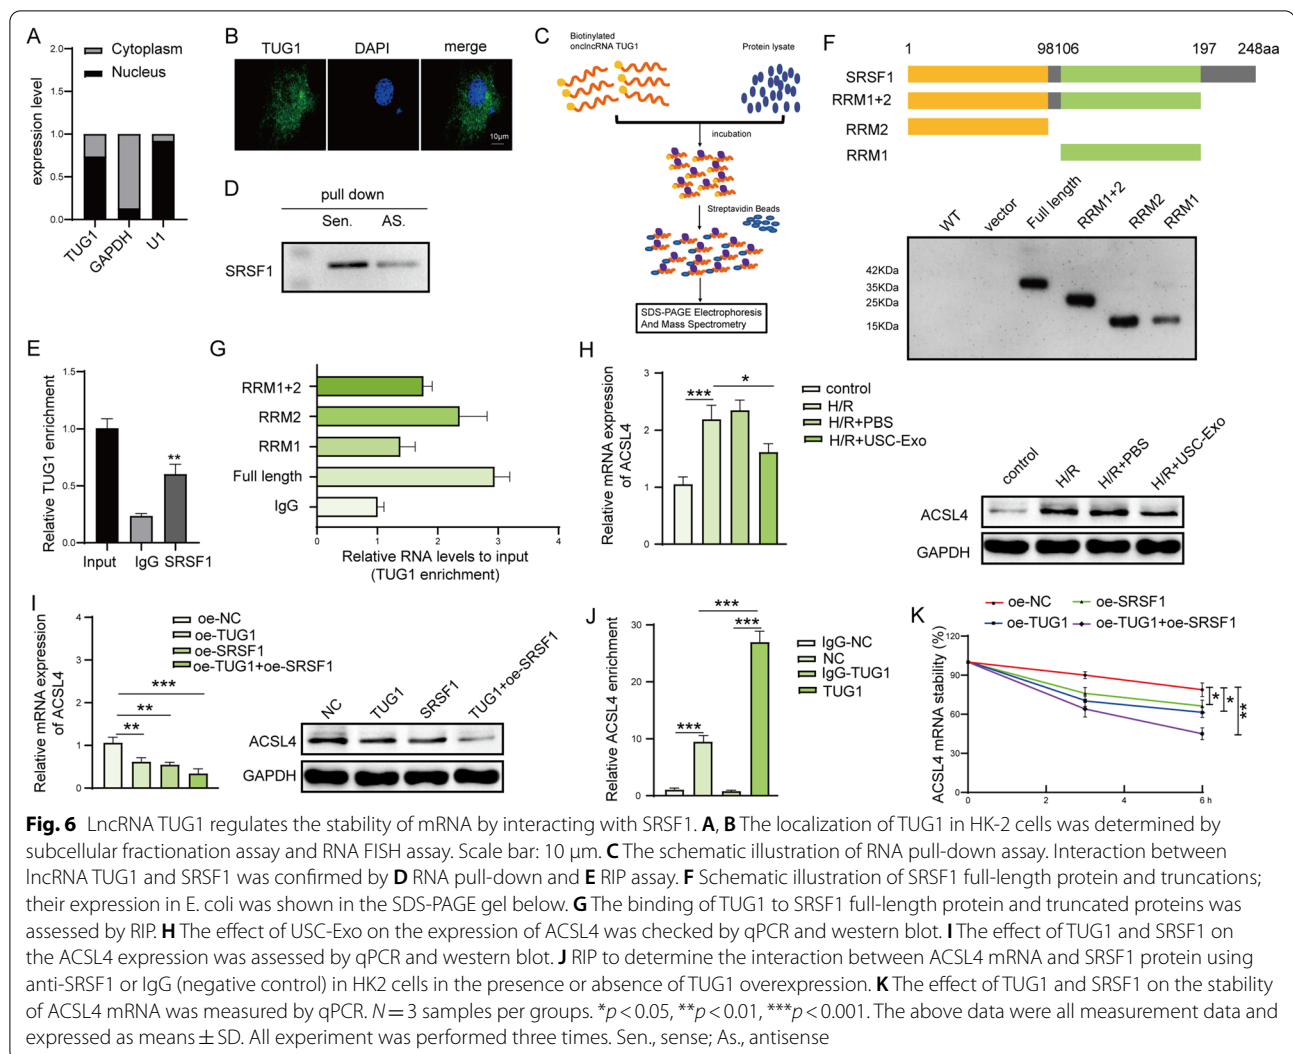 A
2.0
1.5
1.0
0.5
0.0
expression level
Cytoplasm
Nucleus
TUG1
GAPDH
U1
B
TUG1
DAPI
merge
10μm
C
Biotinylated
onclncRNA TUG1
Protein lysate
incubation
Streptavidin Beads
SDS-PAGE Electrophoresis
And Mass Spectrometry
D
pull down
Sen.
AS.
SRSF1
F
1
98106
197
248aa
SRSF1
RRM1+2
RRM2
RRM1
WT
vector
Full length
RRM1+2
RRM2
RRM1
42KDa
35KDa
25KDa
15KDa
E
Relative TUG1 enrichment
1.5
1.0
0.5
0.0
**
Input
IgG
SRSF1
G
RRM1+2
RRM2
RRM1
Full length
IgG
0
1
2
3
4
Relative RNA levels to input
(TUG1 enrichment)
H
Relative mRNA expression
of ACSL4
3
2
1
0
***
*
control
H/R
H/R+PBS
H/R+USC-Exo
control
H/R
H/R+PBS
H/R+USC-Exo
ACSL4
GAPDH
I
Relative mRNA expression
of ACSL4
4
3
2
1
0
***
**
**
oe-NC
oe-TUG1
oe-SRSF1
oe-TUG1+oe-SRSF1
NC
TUG1
SRSF1
TUG1+oe-SRSF1
ACSL4
GAPDH
J
Relative ACSL4 enrichment
30
20
10
0
***
***
***
IgG-NC
NC
IgG-TUG1
TUG1
K
oe-NC
oe-SRSF1
oe-TUG1
oe-TUG1+oe-SRSF1
ACSL4 mRNA stability (%)
120
90
60
30
0
0
2
4
6 h
*
*
**
Fig. 6 LncRNA TUG1 regulates the stability of mRNA by interacting with SRSF1. A, B The localization of TUG1 in HK-2 cells was determined by
subcellular fractionation assay and RNA FISH assay. Scale bar: 10 μm. C The schematic illustration of RNA pull-down assay. Interaction between
lncRNA TUG1 and SRSF1 was confirmed by D RNA pull-down and E RIP assay. F Schematic illustration of SRSF1 full-length protein and truncations;
their expression in E. coli was shown in the SDS-PAGE gel below. G The binding of TUG1 to SRSF1 full-length protein and truncated proteins was
assessed by RIP. H The effect of USC-Exo on the expression of ACSL4 was checked by qPCR and western blot. I The effect of TUG1 and SRSF1 on
the ACSL4 expression was assessed by qPCR and western blot. J RIP to determine the interaction between ACSL4 mRNA and SRSF1 protein using
anti-SRSF1 or IgG (negative control) in HK2 cells in the presence or absence of TUG1 overexpression. K The effect of TUG1 and SRSF1 on the stability
of ACSL4 mRNA was measured by qPCR. N = 3 samples per groups. *p < 0.05, **p < 0.01, ***p < 0.001. The above data were all measurement data and
expressed as means ± SD. All experiment was performed three times. Sen., sense; As., antisense